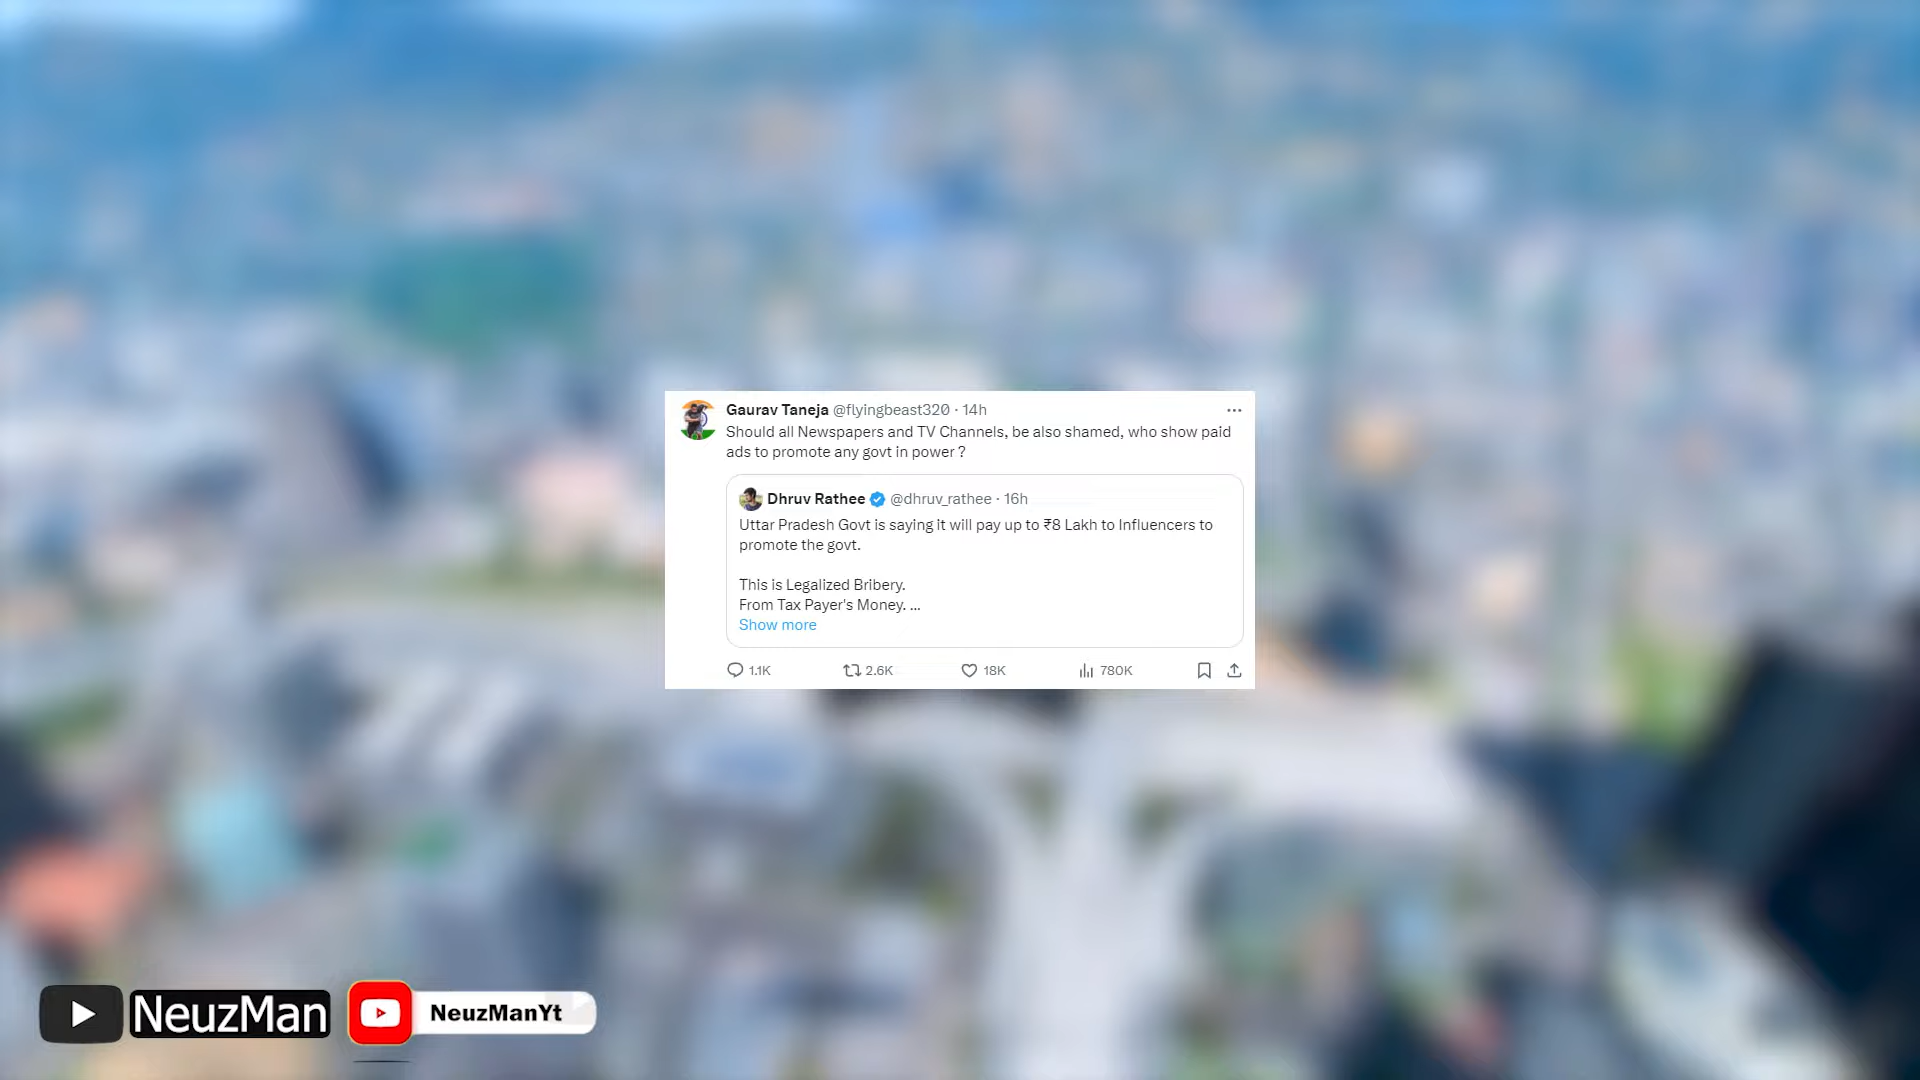 Gaurav Taneja @flyingbeast320 · 14h
Should all Newspapers and TV Channels, be also shamed, who show paid
ads to promote any govt in power ?
Dhruv Rathee @dhruv_rathee · 16h
Uttar Pradesh Govt is saying it will pay up to ₹8 Lakh to Influencers to
promote the govt.
This is Legalized Bribery.
From Tax Payer's Money. ...
Show more
1.1K 2.6K 18K 780K
NeuzMan NeuzManYt